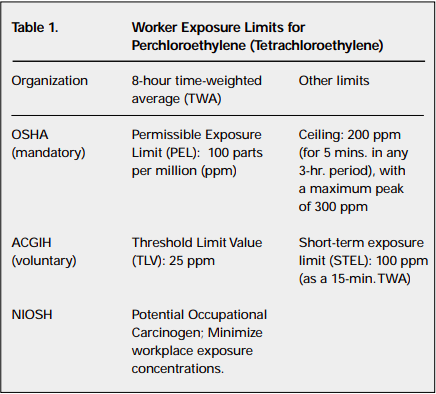 Table 1. Worker Exposure Limits for
Perchloroethylene (Tetrachloroethylene)
Organization 8-hour time-weighted Other limits
average (TWA)
OSHA Permissible Exposure Ceiling: 200 ppm
(mandatory) Limit (PEL): 100 parts (for 5 mins. in any
per million (ppm) 3-hr. period), with
a maximum peak
of 300 ppm
ACGIH Threshold Limit Value Short-term exposure
(voluntary) (TLV): 25 ppm limit (STEL): 100 ppm
(as a 15-min. TWA)
NIOSH Potential Occupational
Carcinogen; Minimize
workplace exposure
concentrations.